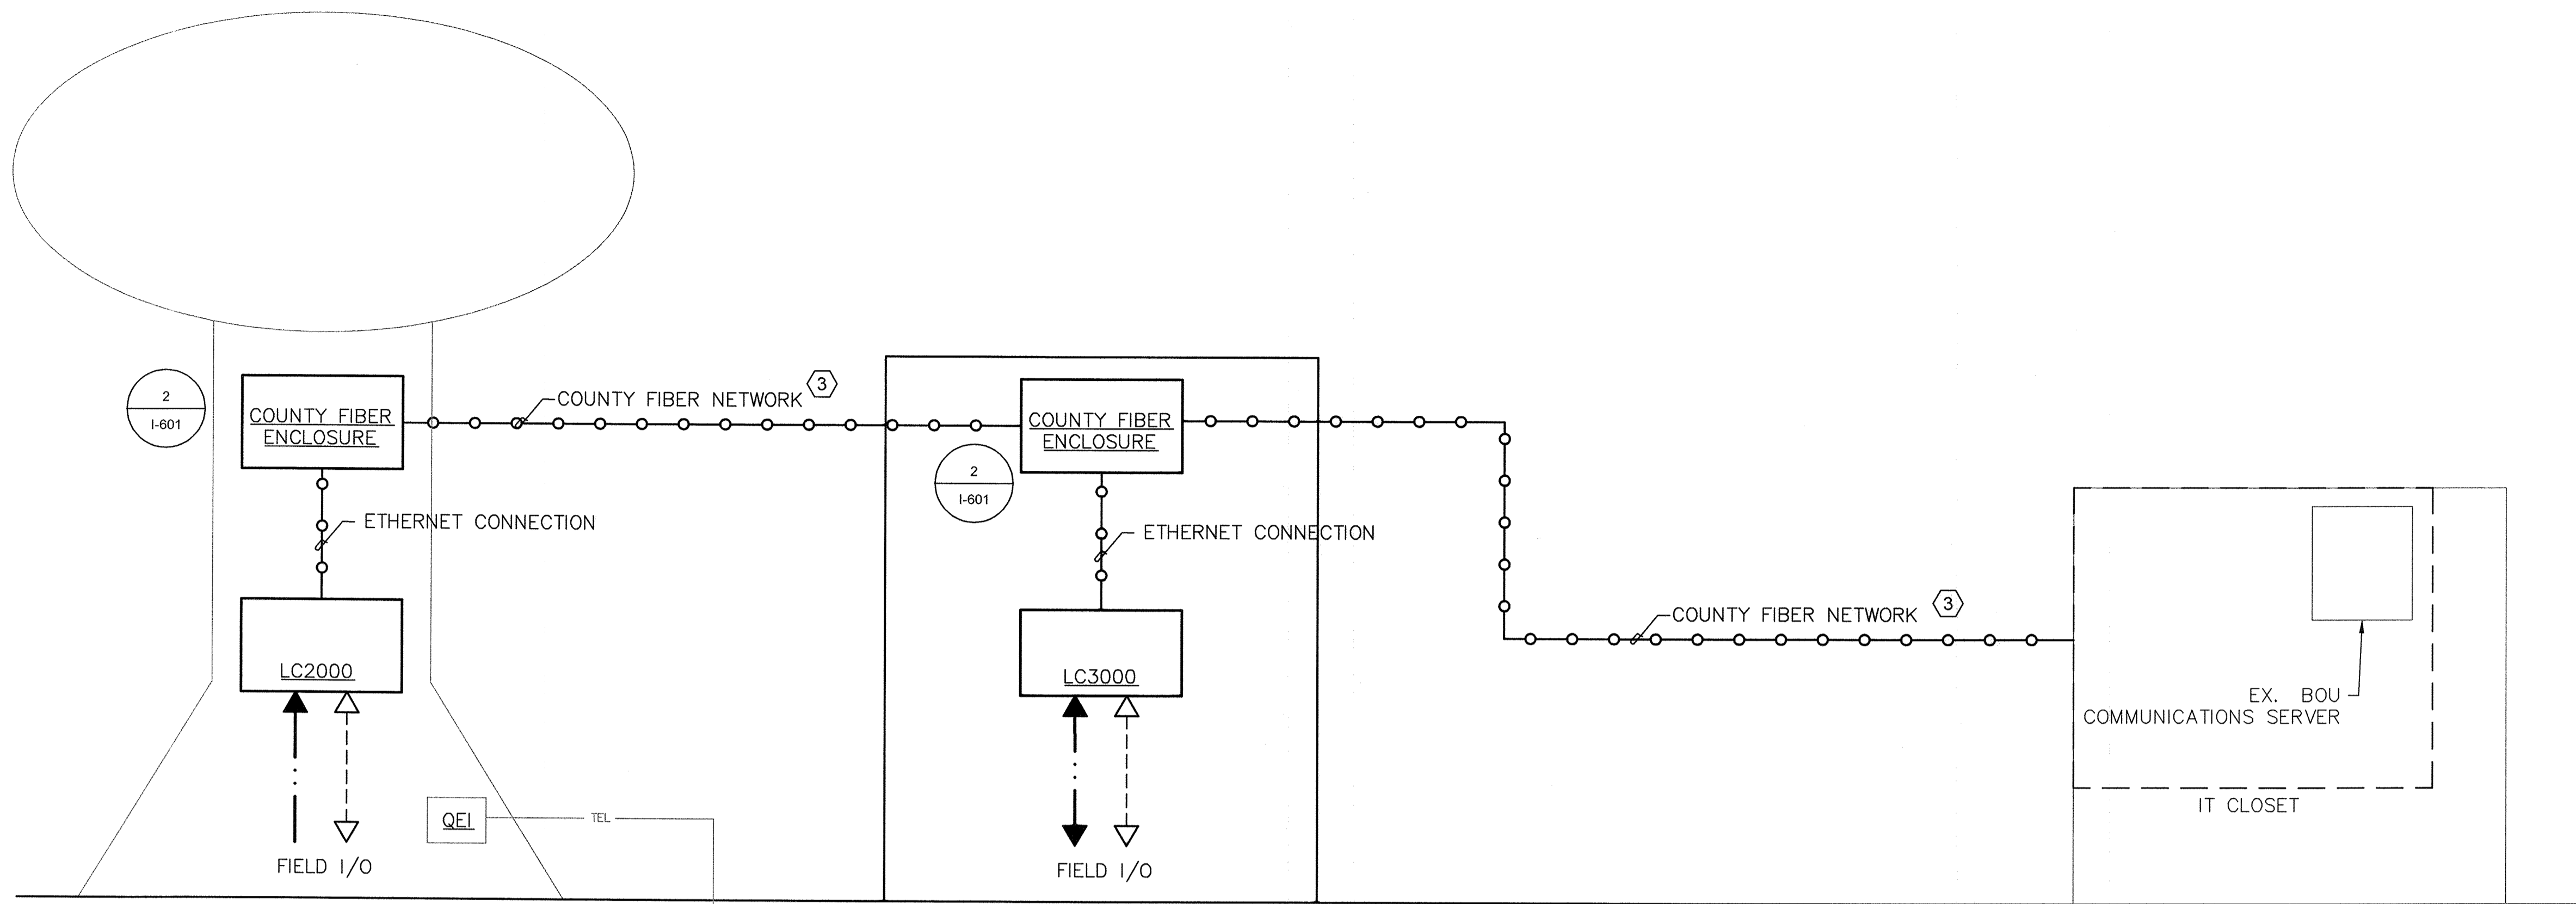 2
I-601
COUNTY FIBER
ENCLOSURE
COUNTY FIBER NETWORK 3
ETHERNET CONNECTION
LC2000
FIELD I/O
QEI
TEL
COUNTY FIBER
ENCLOSURE
2
I-601
ETHERNET CONNECTION
LC3000
FIELD I/O
COUNTY FIBER NETWORK 3
EX. BOU
COMMUNICATIONS SERVER
IT CLOSET